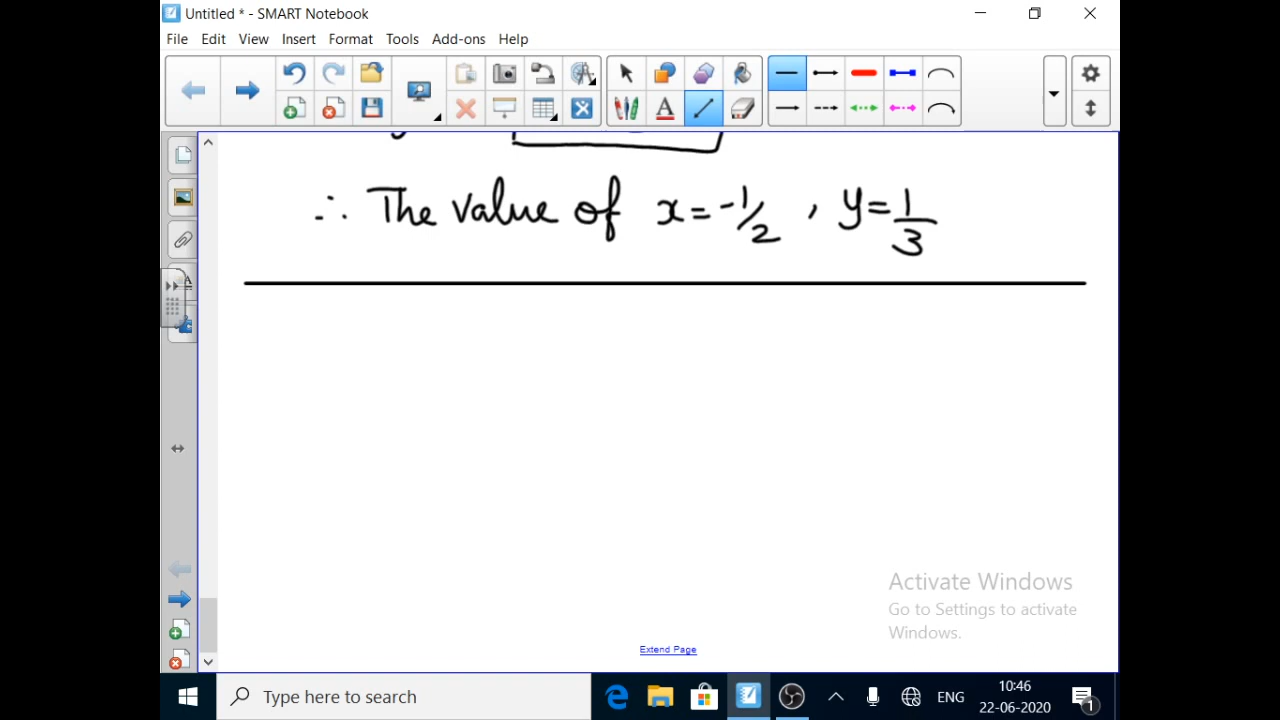 Untitled * - SMART Notebook
File Edit View Insert Format Tools Add-ons Help
∴ The value of x = -1/2 , y = 1/3
Activate Windows
Go to Settings to activate
Windows.
Extend Page
Type here to search
ENG
10:46
22-06-2020
1